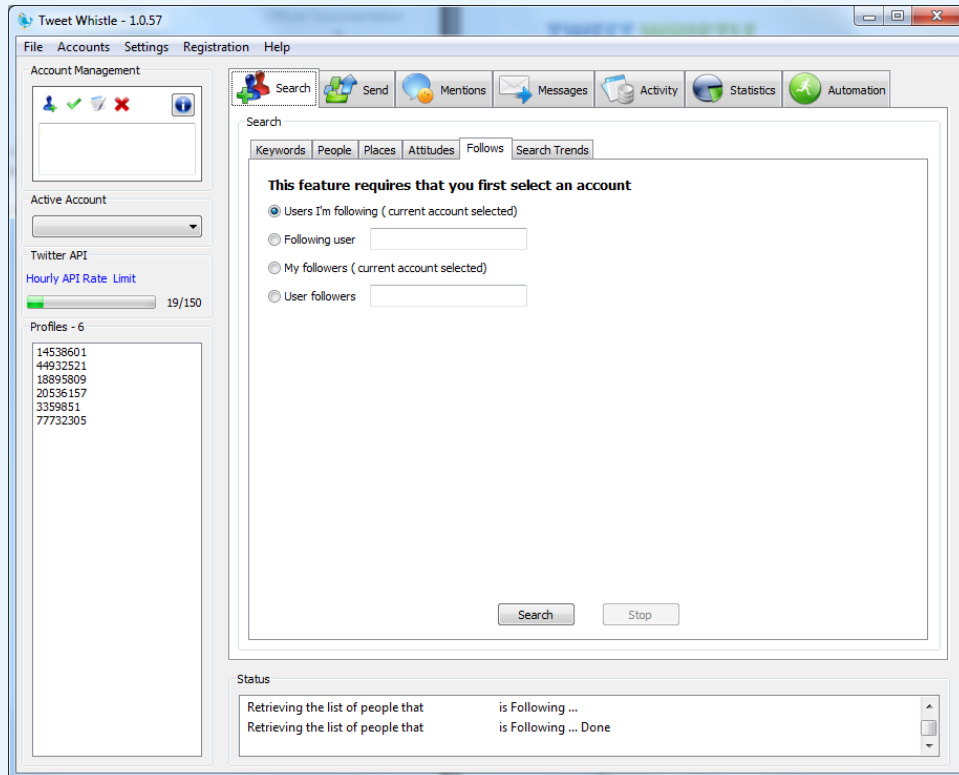 Tweet Whistle - 1.0.57
File Accounts Settings Registration Help
Account Management
Active Account
Twitter API
Hourly API Rate Limit
19/150
Profiles - 6
14538601
44932521
18895809
20536157
3359851
77732305
Search Send Mentions Messages Activity Statistics Automation
Search
Keywords People Places Attitudes Follows Search Trends
This feature requires that you first select an account
Users I'm following ( current account selected)
Following user
My followers ( current account selected)
User followers
Search Stop
Status
Retrieving the list of people that is Following ...
Retrieving the list of people that is Following ... Done